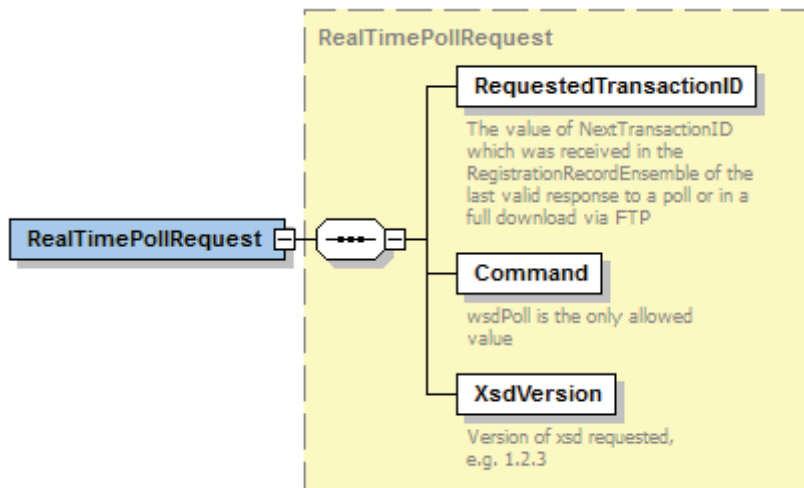 RealTimePollRequest
RequestedTransactionID
The value of NextTransactionID
which was received in the
RegistrationRecordEnsemble of the
last valid response to a poll or in a
full download via FTP
RealTimePollRequest
Command
wsdPoll is the only allowed
value
XsdVersion
Version of xsd requested,
e.g. 1.2.3